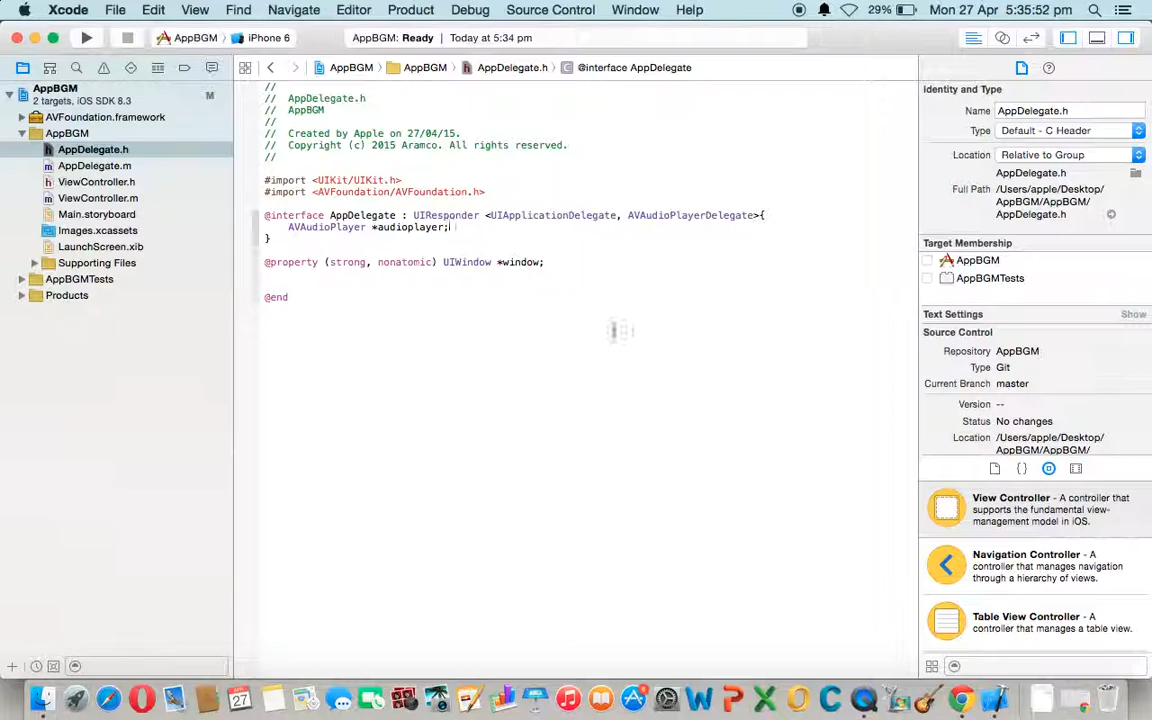 Xcode File Edit View Find Navigate Editor Product Debug Source Control Window Help 29% Mon 27 Apr 5:35:52 pm
AppBGM iPhone 6 AppBGM: Ready Today at 5:34 pm
AppBGM AppBGM AppDelegate.h @interface AppDelegate
AppBGM
2 targets, iOS SDK 8.3
M
AVFoundation.framework
AppBGM
AppDelegate.h
AppDelegate.m
ViewController.h
ViewController.m
Main.storyboard
Images.xcassets
LaunchScreen.xib
Supporting Files
AppBGMTests
Products
//
// AppDelegate.h
// AppBGM
//
// Created by Apple on 27/04/15.
// Copyright (c) 2015 Aramco. All rights reserved.
//
#import <UIKit/UIKit.h>
#import <AVFoundation/AVFoundation.h>
@interface AppDelegate : UIResponder <UIApplicationDelegate, AVAudioPlayerDelegate>{
AVAudioPlayer *audioplayer;
}
@property (strong, nonatomic) UIWindow *window;
@end
Identity and Type
Name AppDelegate.h
Type Default - C Header
Location Relative to Group
AppDelegate.h
Full Path /Users/apple/Desktop/
AppBGM/AppBGM/
AppDelegate.h
Target Membership
AppBGM
AppBGMTests
Text Settings Show
Source Control
Repository AppBGM
Type Git
Current Branch master
Version --
Status No changes
Location /Users/apple/Desktop/
AppBGM/AppBGM/
View Controller - A controller that
supports the fundamental view-
management model in iOS.
Navigation Controller - A
controller that manages navigation
through a hierarchy of views.
Table View Controller - A
controller that manages a table view.